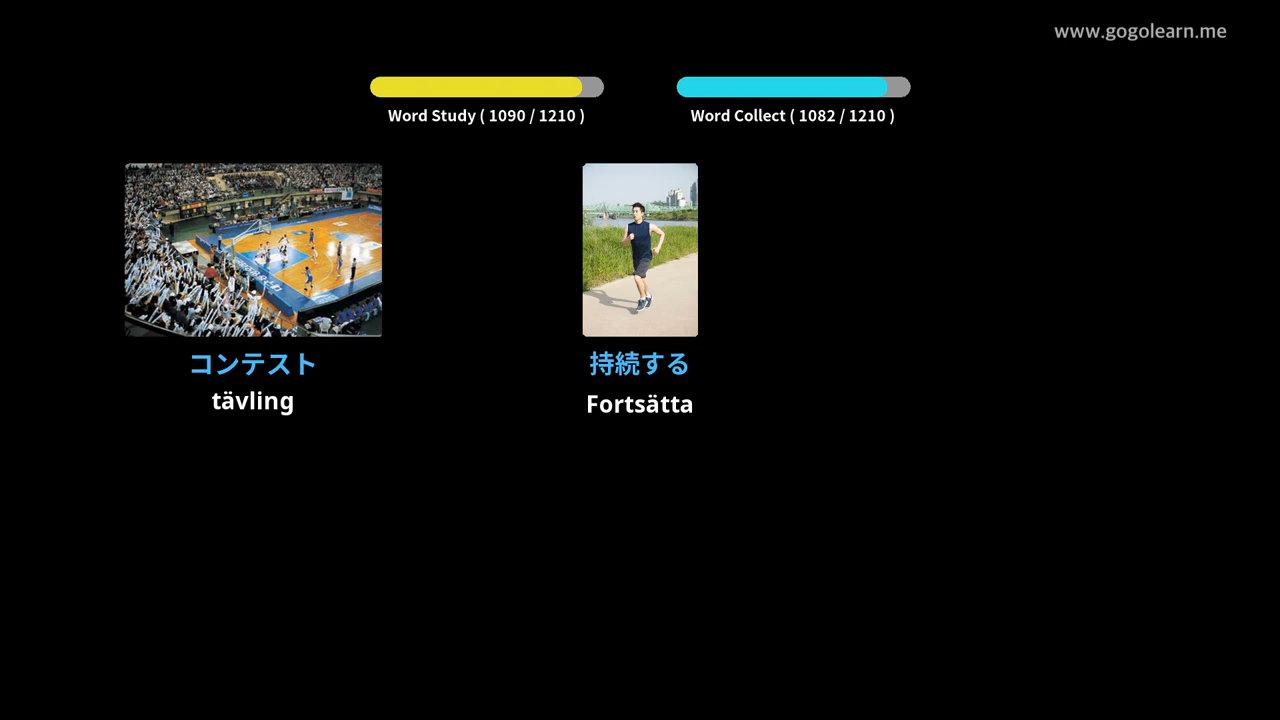 www.gogolearn.me
Word Study ( 1090 / 1210 )
Word Collect ( 1082 / 1210 )
コンテスト
tävling
持続する
Fortsätta